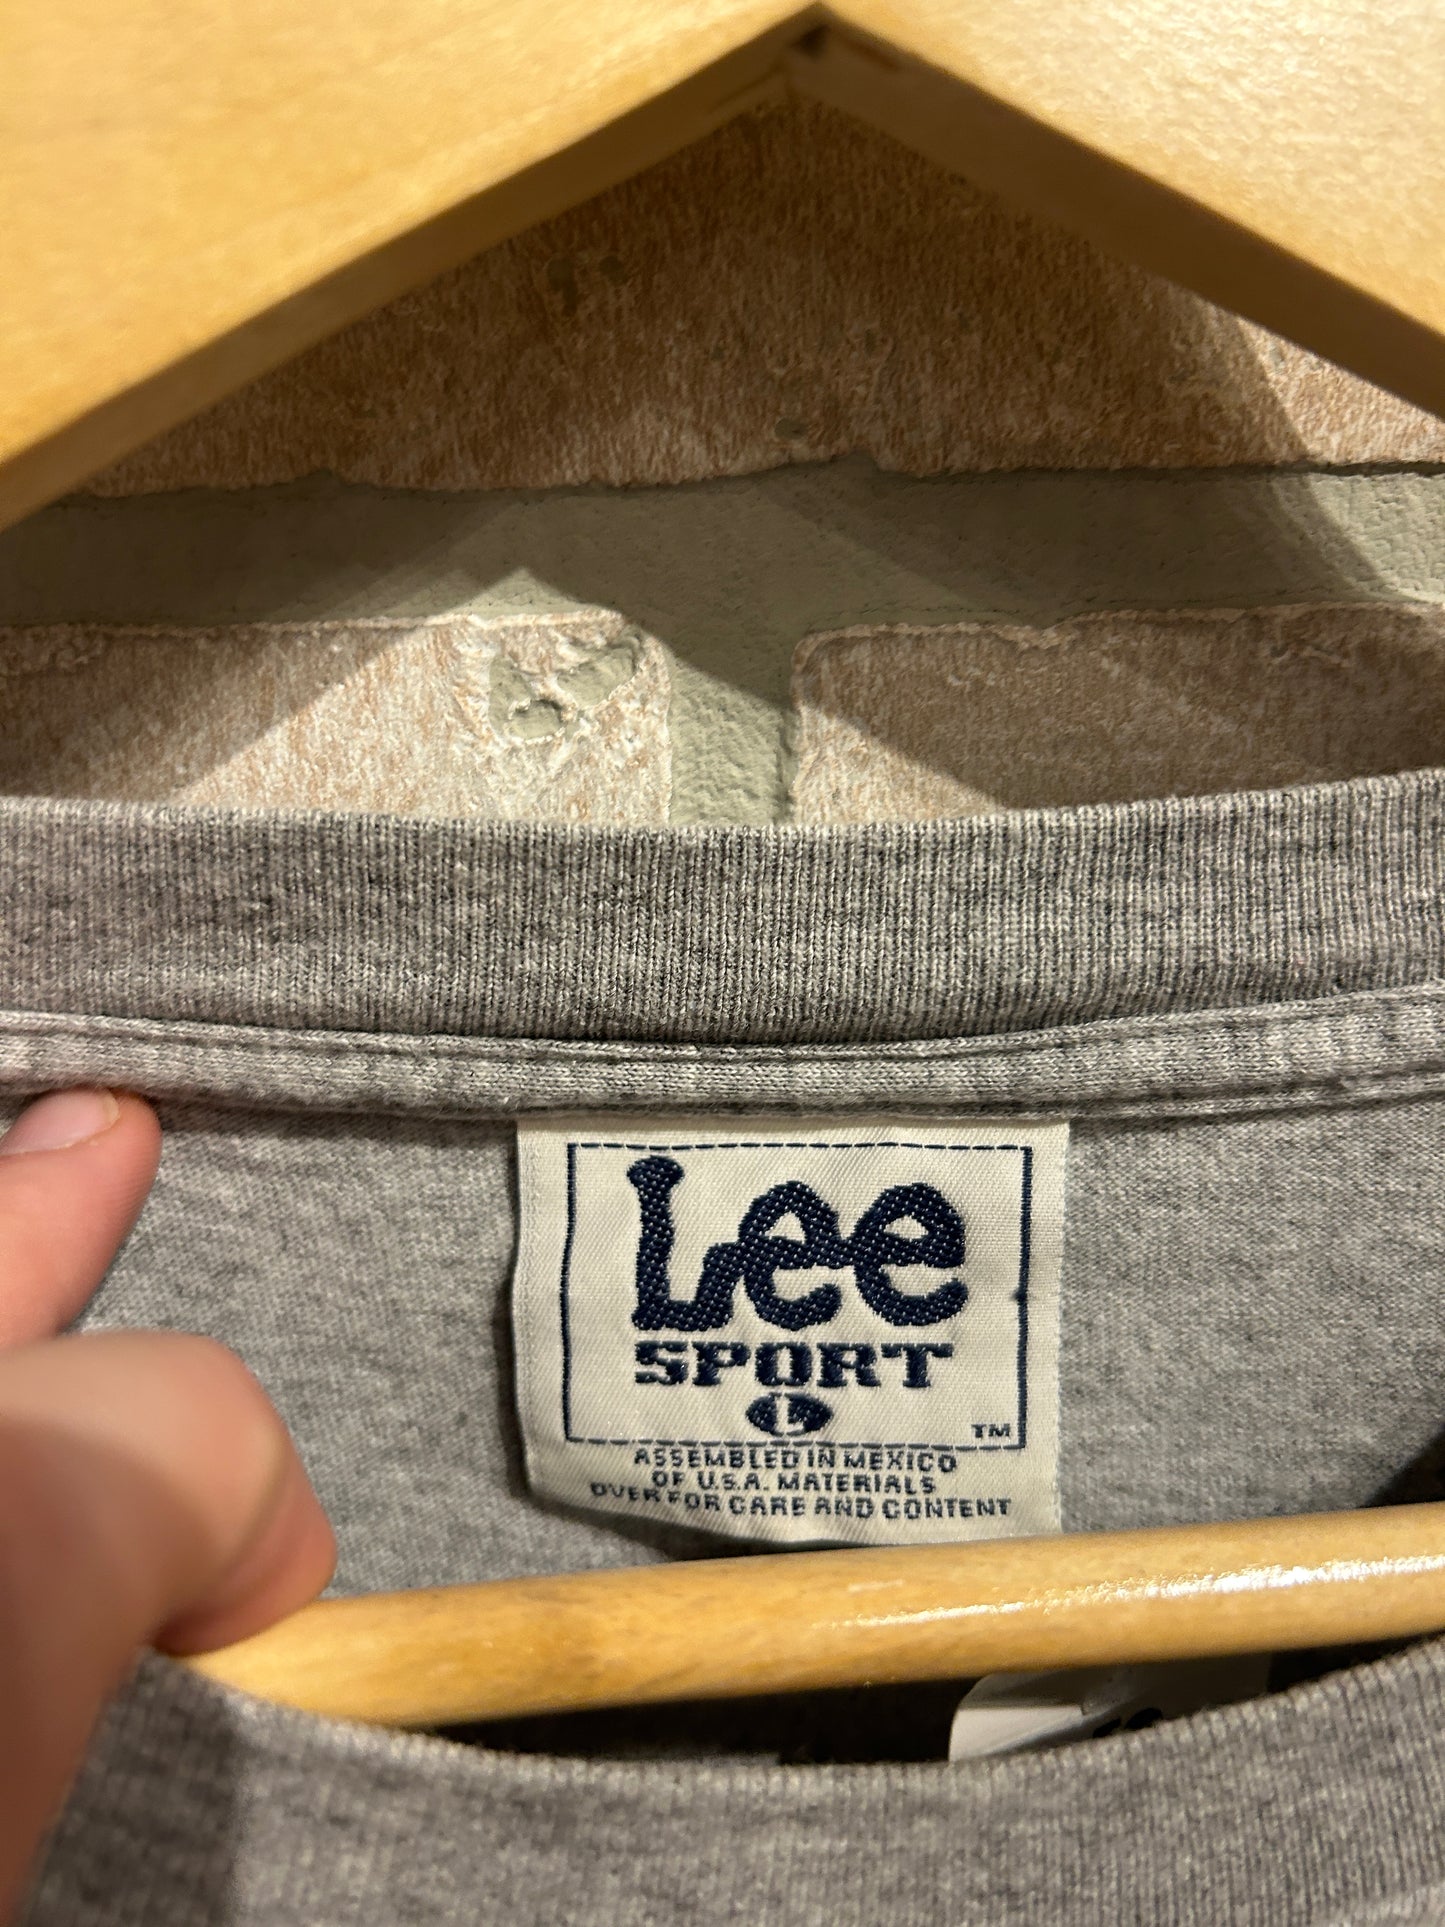 Lee
SPORT
L
TM
ASSEMBLED IN MEXICO
OF U.S.A. MATERIALS
OVER FOR CARE AND CONTENT